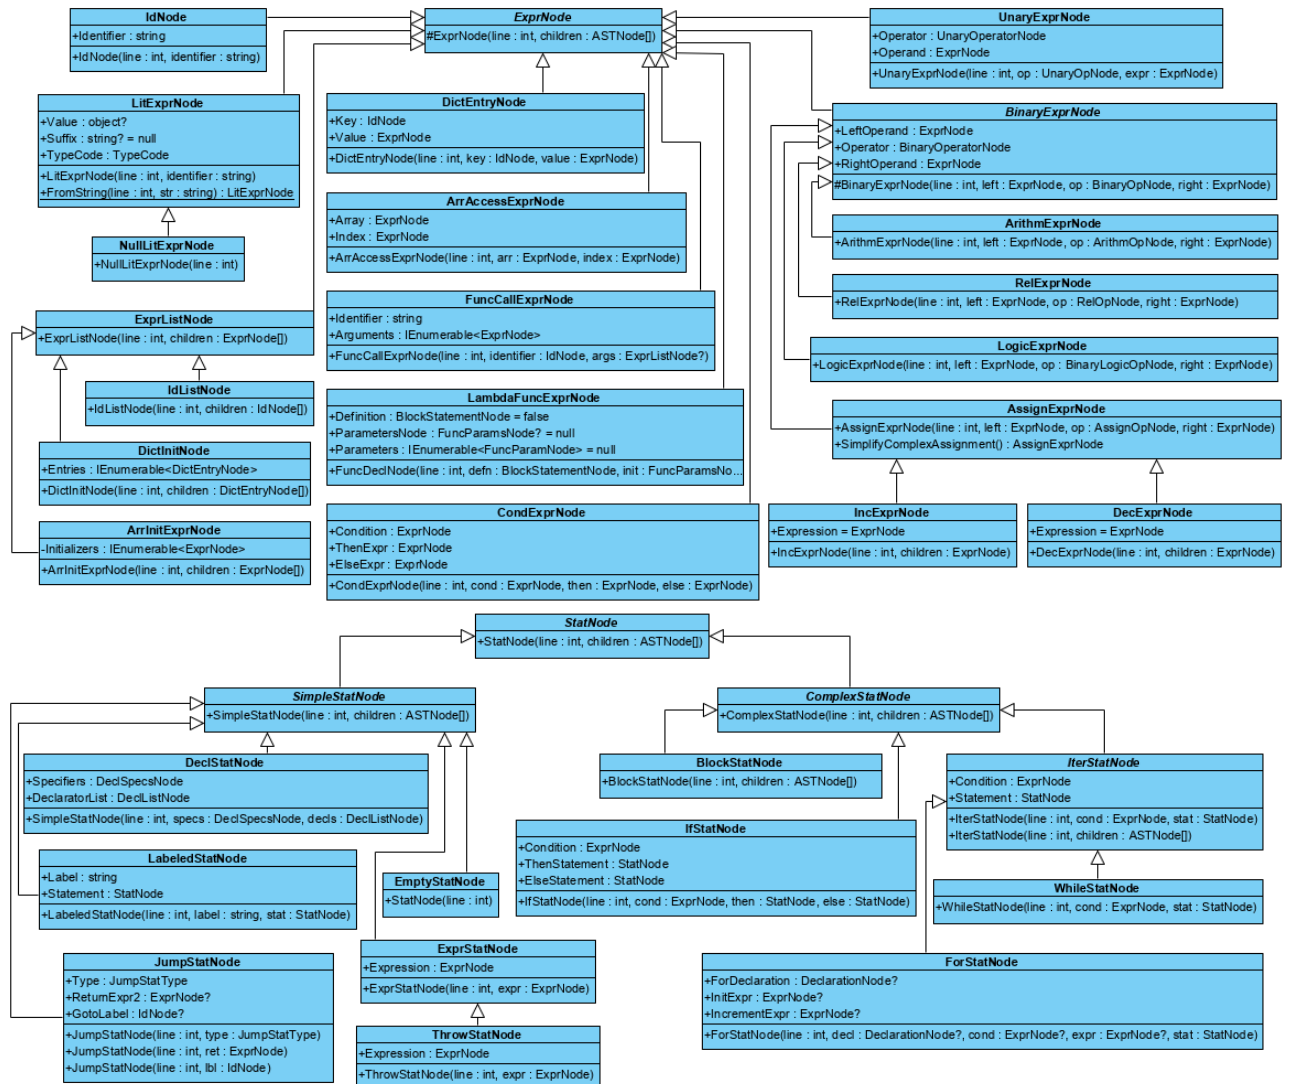 IdNode
+Identifier : string
+IdNode(line : int, identifier : string)
ExprNode
#ExprNode(line : int, children : ASTNode[])
UnaryExprNode
+Operator : UnaryOperatorNode
+Operand : ExprNode
+UnaryExprNode(line : int, op : UnaryOpNode, expr : ExprNode)
LitExprNode
+Value : object?
+Suffix : string? = null
+TypeCode : TypeCode
+LitExprNode(line : int, identifier : string)
+FromString(line : int, str : string) : LitExprNode
DictEntryNode
+Key : IdNode
+Value : ExprNode
+DictEntryNode(line : int, key : IdNode, value : ExprNode)
BinaryExprNode
+LeftOperand : ExprNode
+Operator : BinaryOperatorNode
+RightOperand : ExprNode
#BinaryExprNode(line : int, left : ExprNode, op : BinaryOpNode, right : ExprNode)
NullLitExprNode
+NullLitExprNode(line : int)
ArrAccessExprNode
+Array : ExprNode
+Index : ExprNode
+ArrAccessExprNode(line : int, arr : ExprNode, index : ExprNode)
ArithmExprNode
+ArithmExprNode(line : int, left : ExprNode, op : ArithmOpNode, right : ExprNode)
RelExprNode
+RelExprNode(line : int, left : ExprNode, op : RelOpNode, right : ExprNode)
ExprListNode
+ExprListNode(line : int, children : ExprNode[])
FuncCallExprNode
+Identifier : string
+Arguments : IEnumerable<ExprNode>
+FuncCallExprNode(line : int, identifier : IdNode, args : ExprListNode?)
LogicExprNode
+LogicExprNode(line : int, left : ExprNode, op : BinaryLogicOpNode, right : ExprNode)
IdListNode
+IdListNode(line : int, children : IdNode[])
LambdaFuncExprNode
+Definition : BlockStatementNode = false
+ParametersNode : FuncParamsNode? = null
+Parameters : IEnumerable<FuncParamNode> = null
+FuncDeclNode(line : int, defn : BlockStatementNode, init : FuncParamsNo...
AssignExprNode
+AssignExprNode(line : int, left : ExprNode, op : AssignOpNode, right : ExprNode)
+SimplifyComplexAssignment() : AssignExprNode
DictInitNode
+Entries : IEnumerable<DictEntryNode>
+DictInitNode(line : int, children : DictEntryNode[])
ArrInitExprNode
-Initializers : IEnumerable<ExprNode>
+ArrInitExprNode(line : int, children : ExprNode[])
CondExprNode
+Condition : ExprNode
+ThenExpr : ExprNode
+ElseExpr : ExprNode
+CondExprNode(line : int, cond : ExprNode, then : ExprNode, else : ExprNode)
IncExprNode
+Expression = ExprNode
+IncExprNode(line : int, children : ExprNode)
DecExprNode
+Expression = ExprNode
+DecExprNode(line : int, children : ExprNode)
StatNode
+StatNode(line : int, children : ASTNode[])
SimpleStatNode
+SimpleStatNode(line : int, children : ASTNode[])
ComplexStatNode
+ComplexStatNode(line : int, children : ASTNode[])
DeclStatNode
+Specifiers : DeclSpecsNode
+DeclaratorList : DeclListNode
+SimpleStatNode(line : int, specs : DeclSpecsNode, decls : DeclListNode)
BlockStatNode
+BlockStatNode(line : int, children : ASTNode[])
IterStatNode
+Condition : ExprNode
+Statement : StatNode
+IterStatNode(line : int, cond : ExprNode, stat : StatNode)
+IterStatNode(line : int, children : ASTNode[])
LabeledStatNode
+Label : string
+Statement : StatNode
+LabeledStatNode(line : int, label : string, stat : StatNode)
EmptyStatNode
+StatNode(line : int)
IfStatNode
+Condition : ExprNode
+ThenStatement : StatNode
+ElseStatement : StatNode
+IfStatNode(line : int, cond : ExprNode, then : StatNode, else : StatNode)
WhileStatNode
+WhileStatNode(line : int, cond : ExprNode, stat : StatNode)
JumpStatNode
+Type : JumpStatType
+ReturnExpr2 : ExprNode?
+GotoLabel : IdNode?
+JumpStatNode(line : int, type : JumpStatType)
+JumpStatNode(line : int, ret : ExprNode)
+JumpStatNode(line : int, lbl : IdNode)
ExprStatNode
+Expression : ExprNode
+ExprStatNode(line : int, expr : ExprNode)
ThrowStatNode
+Expression : ExprNode
+ThrowStatNode(line : int, expr : ExprNode)
ForStatNode
+ForDeclaration : DeclarationNode?
+InitExpr : ExprNode?
+IncrementExpr : ExprNode?
+ForStatNode(line : int, decl : DeclarationNode?, cond : ExprNode?, expr : ExprNode?, stat : StatNode)